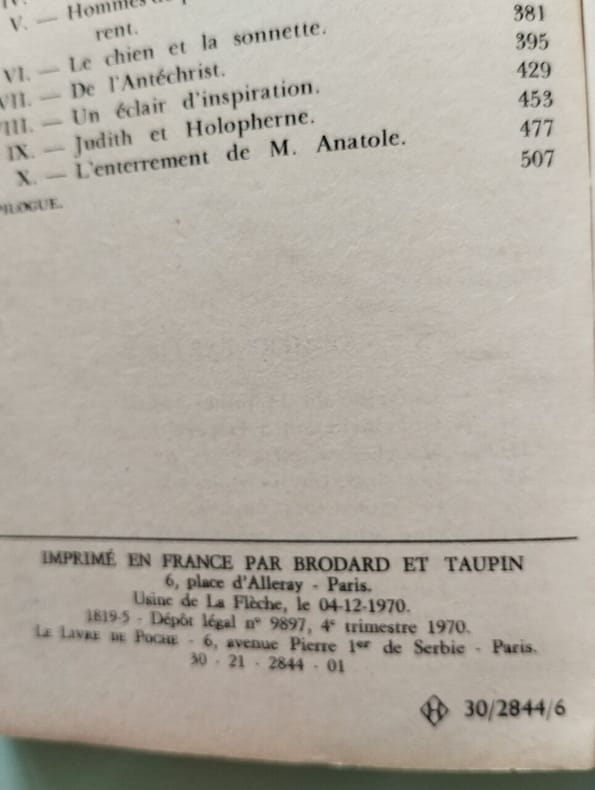 V. — Hommes de
rent. 381
VI. — Le chien et la sonnette. 395
VII. — De l'Antéchrist. 429
VIII. — Un éclair d'inspiration. 453
IX. — Judith et Holopherne. 477
X. — L'enterrement de M. Anatole. 507
PILOGUE.
IMPRIMÉ EN FRANCE PAR BRODARD ET TAUPIN
6, place d'Alleray - Paris.
Usine de La Flèche, le 04-12-1970.
1819-5 - Dépôt légal n° 9897, 4e trimestre 1970.
LE LIVRE DE POCHE - 6, avenue Pierre 1er de Serbie - Paris.
30 - 21 - 2844 - 01
30/2844/6